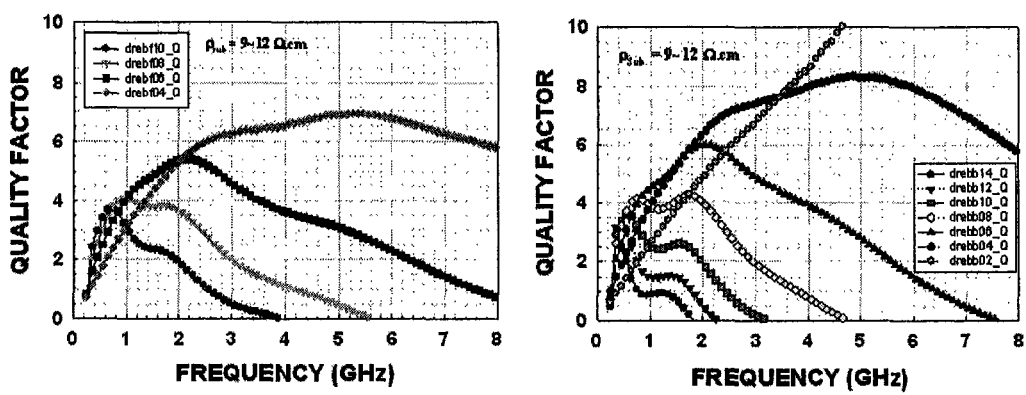 QUALITY FACTOR
10
8
6
4
2
0
ρsub = 9~12 Ω.cm
drebf10_Q
drebf08_Q
drebf06_Q
drebf04_Q
0 1 2 3 4 5 6 7 8
FREQUENCY (GHz)
QUALITY FACTOR
10
8
6
4
2
0
ρSub = 9~12 Ω.cm
drebb14_Q
drebb12_Q
drebb10_Q
drebb08_Q
drebb06_Q
drebb04_Q
drebb02_Q
0 1 2 3 4 5 6 7 8
FREQUENCY (GHz)